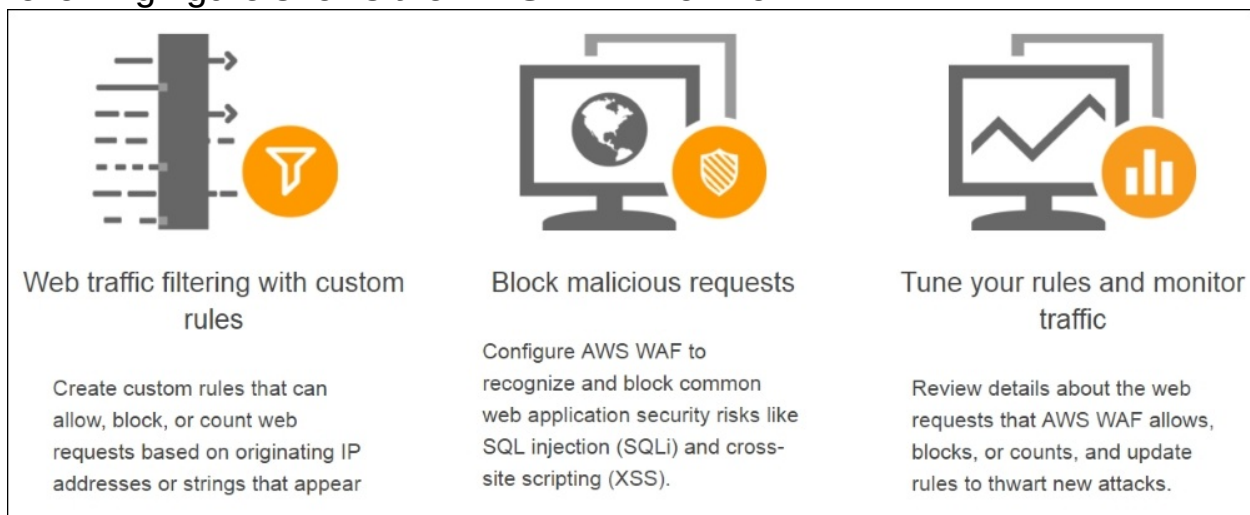 Web traffic filtering with custom
rules
Create custom rules that can
allow, block, or count web
requests based on originating IP
addresses or strings that appear
Block malicious requests
Configure AWS WAF to
recognize and block common
web application security risks like
SQL injection (SQLi) and cross-
site scripting (XSS).
Tune your rules and monitor
traffic
Review details about the web
requests that AWS WAF allows,
blocks, or counts, and update
rules to thwart new attacks.